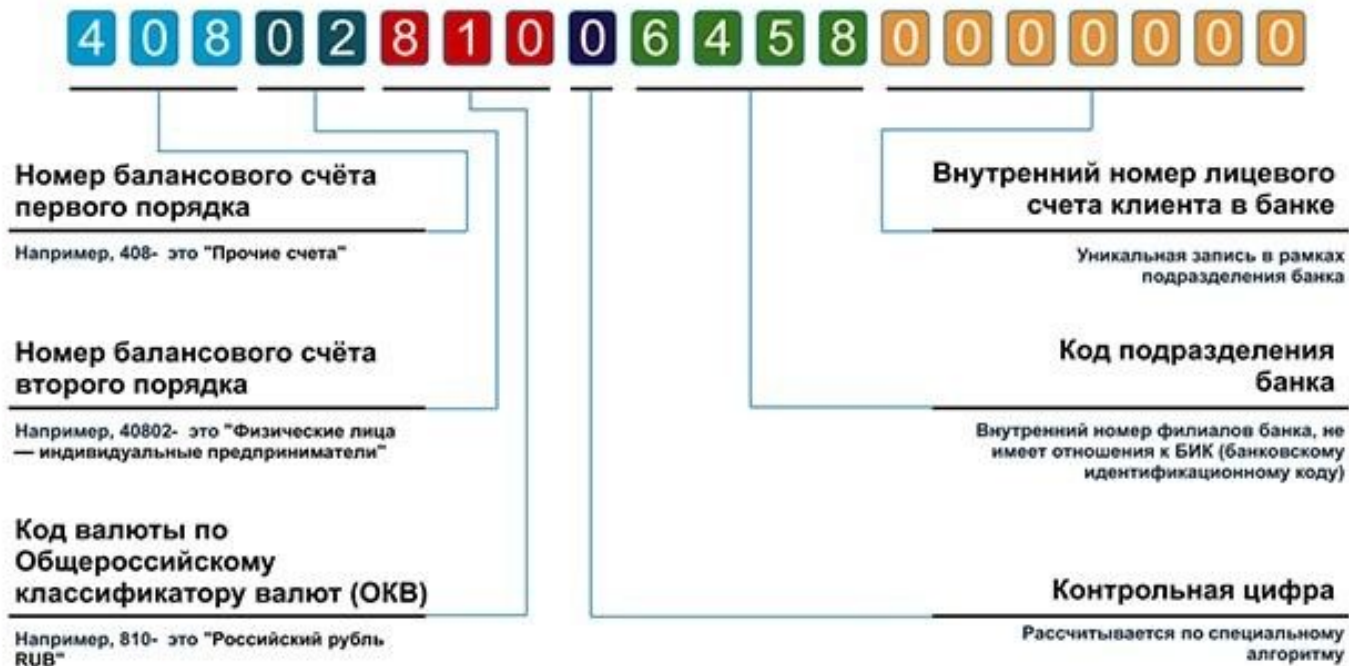 4 0 8 0 2 8 1 0 0 6 4 5 8 0 0 0 0 0 0 0
Номер балансового счёта
первого порядка
Например, 408- это "Прочие счета"
Номер балансового счёта
второго порядка
Например, 40802- это "Физические лица
— индивидуальные предприниматели"
Код валюты по
Общероссийскому
классификатору валют (ОКВ)
Например, 810- это "Российский рубль
RUB"
Внутренний номер лицевого
счета клиента в банке
Уникальная запись в рамках
подразделения банка
Код подразделения
банка
Внутренний номер филиалов банка, не
имеет отношения к БИК (банковскому
идентификационному коду)
Контрольная цифра
Рассчитывается по специальному
алгоритму